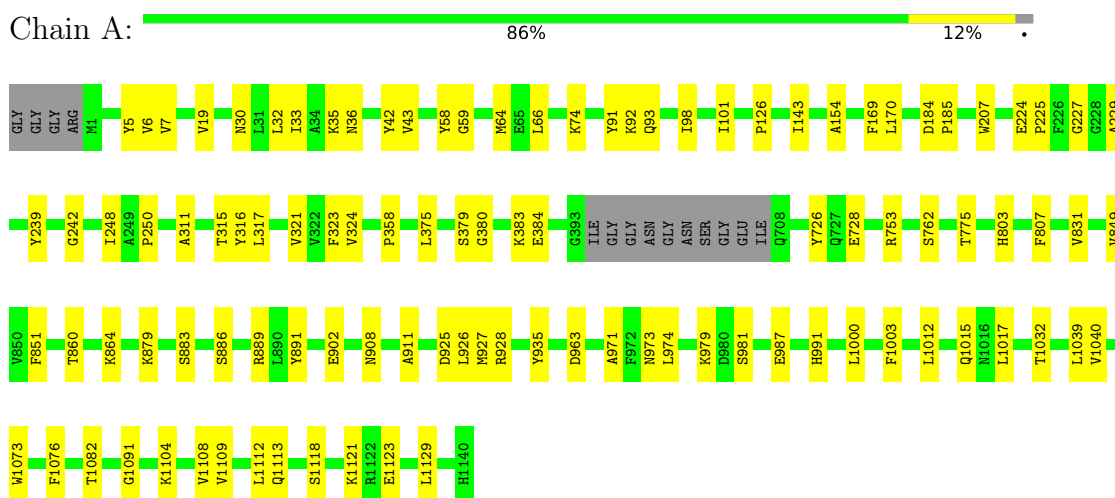 Chain A:
86% 12% •
GLY GLY GLY ARG M1 Y5 V6 V7 V19 N30 L31 L32 I33 A34 K35 N36 Y42 V43 Y58 G59 M64 E65 L66 K74 Y91 K92 Q93 I98 I101 P126 I143 A154 F169 L170 D184 P185 W207 E224 P225 F226 G227 G228
Y239 G242 I248 A249 P250 A311 T315 Y316 L317 V321 V322 F323 V324 P358 L375 S379 G380 K383 E384 G393 ILE GLY GLY ASN GLY ASN SER GLY GLU ILE Q708 Y726 Q727 E728 R753 S762 T775 H803 F807 V831
V850 F851 T860 K864 K879 S883 S886 R889 L890 Y891 E902 N908 A911 D925 L926 M927 R928 Y935 D963 A971 F972 N973 L974 K979 D980 S981 E987 H991 L1000 F1003 L1012 Q1015 N1016 L1017 T1032 L1039 V1040
W1073 F1076 T1082 G1091 K1104 V1108 V1109 L1112 Q1113 S1118 K1121 R1122 E1123 L1129 H1140